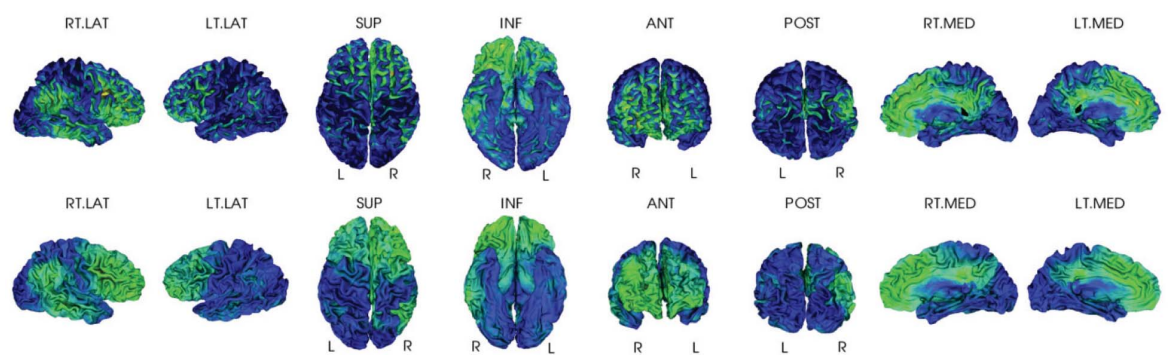 RT.LAT LT.LAT SUP INF ANT POST RT.MED LT.MED
L R R L R L L R
RT.LAT LT.LAT SUP INF ANT POST RT.MED LT.MED
L R R L R L L R